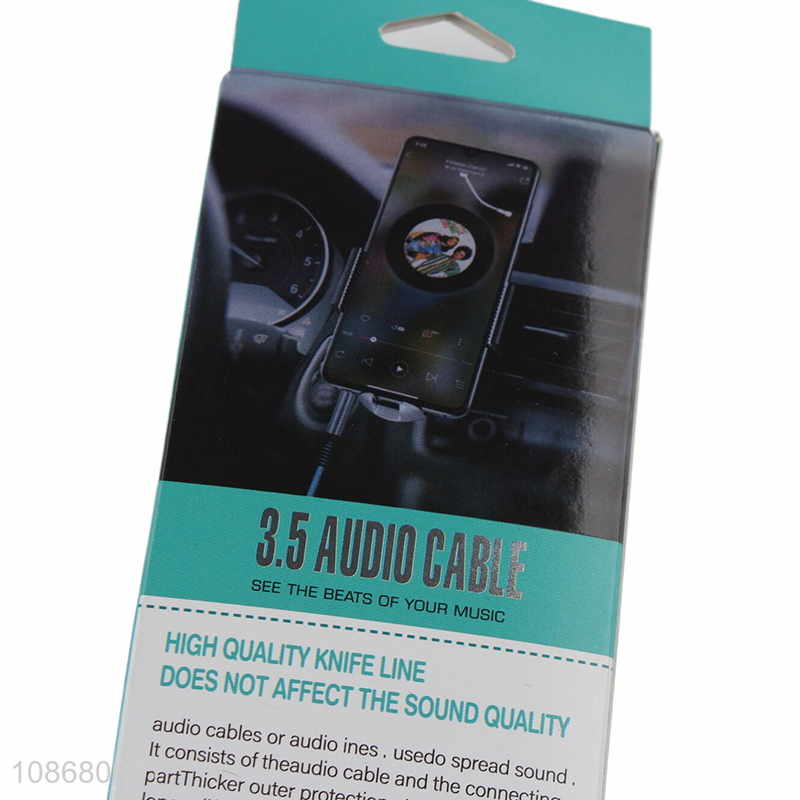 3.5 AUDIO CABLE
SEE THE BEATS OF YOUR MUSIC
HIGH QUALITY KNIFE LINE
DOES NOT AFFECT THE SOUND QUALITY
audio cables or audio ines . usedo spread sound .
It consists of theaudio cable and the connecting
partThicker outer
108680